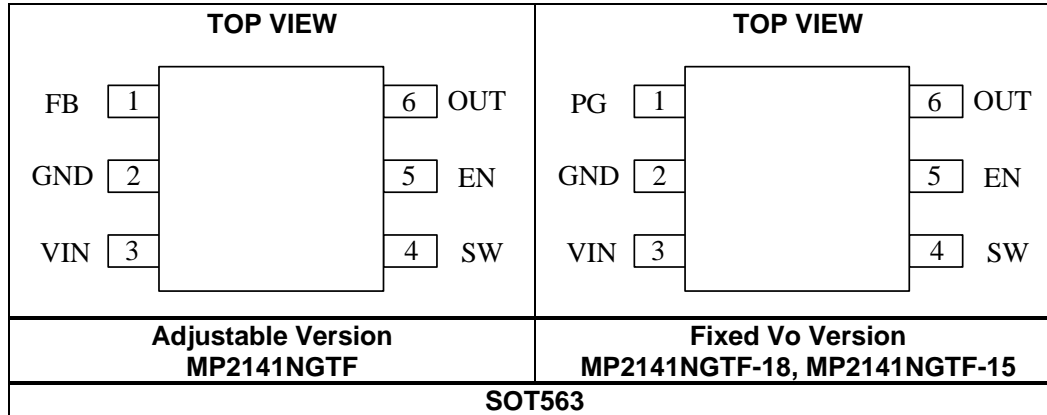 TOP VIEW
TOP VIEW
FB 1
6 OUT
GND 2
5 EN
VIN 3
4 SW
PG 1
6 OUT
GND 2
5 EN
VIN 3
4 SW
Adjustable Version
MP2141NGTF
Fixed Vo Version
MP2141NGTF-18, MP2141NGTF-15
SOT563